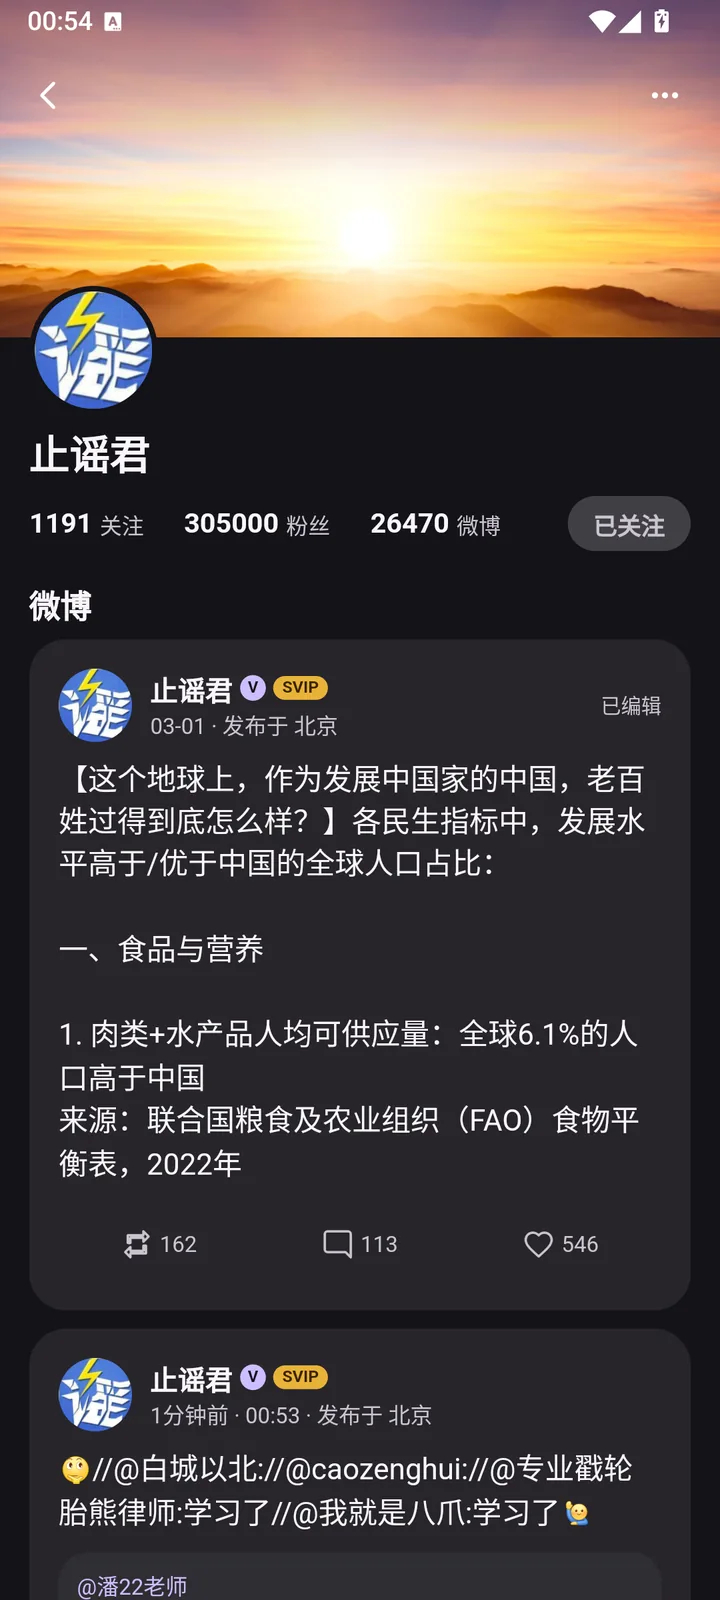 00:54
止谣君
1191 关注 305000 粉丝 26470 微博 已关注
微博
止谣君 V SVIP
03-01 · 发布于 北京
已编辑
【这个地球上，作为发展中国家的中国，老百
姓过得到底怎么样？】各民生指标中，发展水
平高于/优于中国的全球人口占比：
一、食品与营养
1. 肉类+水产品人均可供应量：全球6.1%的人
口高于中国
来源：联合国粮食及农业组织（FAO）食物平
衡表，2022年
162 113 546
止谣君 V SVIP
1分钟前 · 00:53 · 发布于 北京
//@白城以北://@caozenghui://@专业戳轮
胎熊律师:学习了//@我就是八爪:学习了
@潘22老师